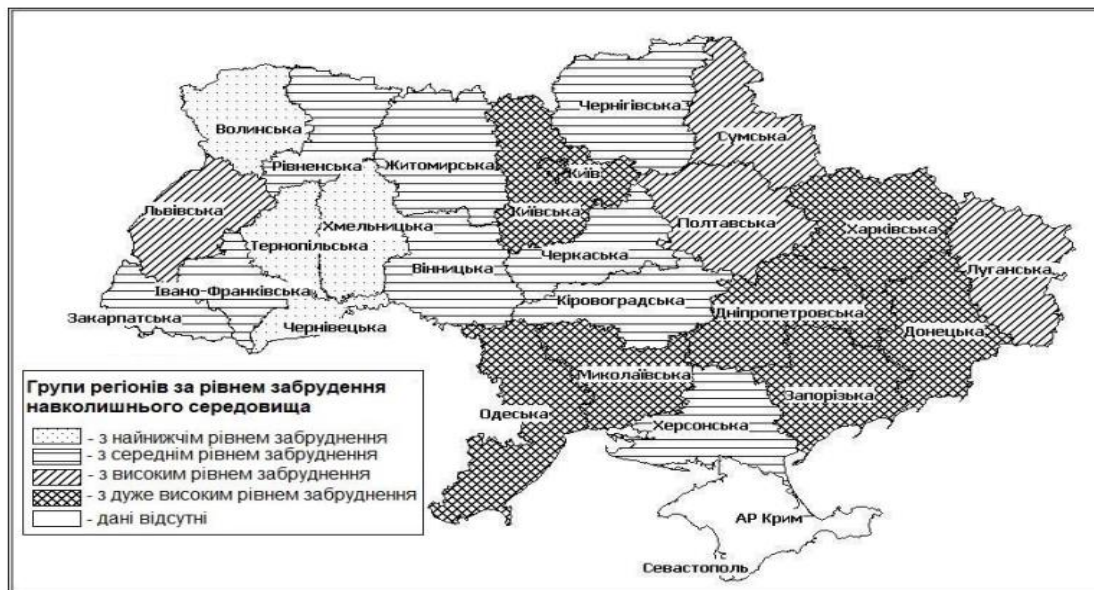 Чернігівська
Сумська
Волинська
Рівненська
Житомирська
Київ
Львівська
Київська
Полтавська
Харківська
Хмельницька
Тернопільська
Черкаська
Вінницька
Луганська
Івано-Франківська
Кіровоградська
Закарпатська
Чернівецька
Дніпропетровська
Донецька
Миколаївська
Запорізька
Одеська
Херсонська
АР Крим
Севастополь
Групи регіонів за рівнем забрудення
навколишнього середовища
- з найнижчім рівнем забруднення
- з середнім рівнем забруднення
- з високим рівнем забруднення
- з дуже високим рівнем забруднення
- дані відсутні